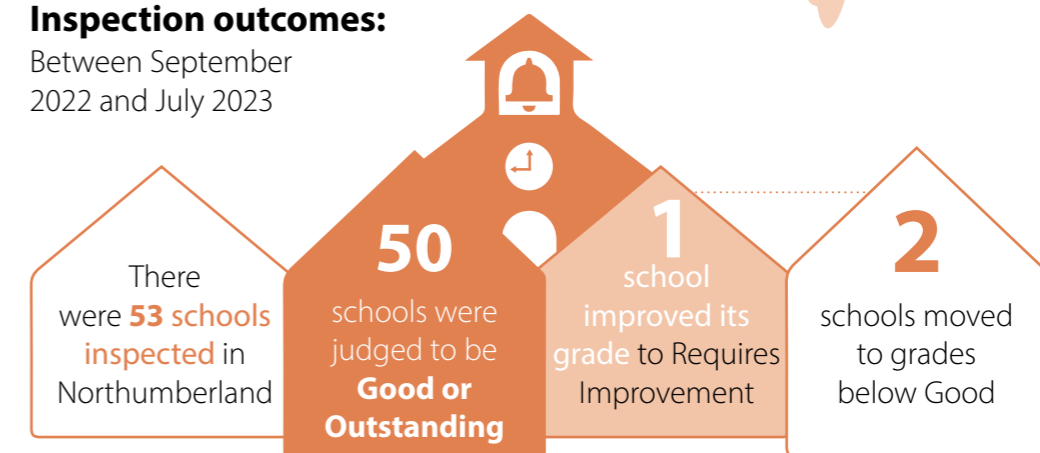 Inspection outcomes:
Between September
2022 and July 2023
There
were 53 schools
inspected in
Northumberland
50
schools were
judged to be
Good or
Outstanding
1
school
improved its
grade to Requires
Improvement
2
schools moved
to grades
below Good